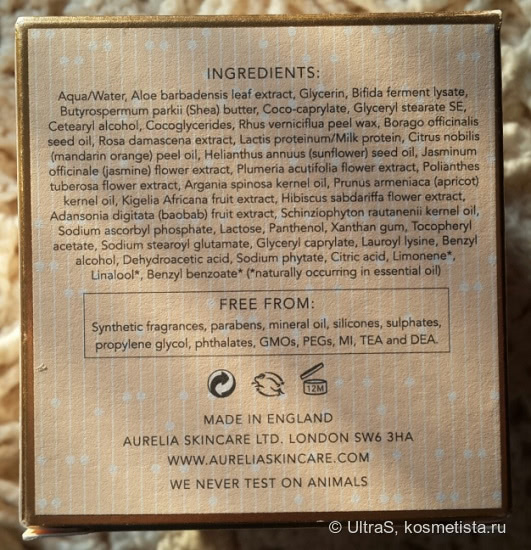 INGREDIENTS:
Aqua/Water, Aloe barbadensis leaf extract, Glycerin, Bifida ferment lysate,
Butyrospermum parkii (Shea) butter, Coco-caprylate, Glyceryl stearate SE,
Cetearyl alcohol, Cocoglycerides, Rhus verniciflua peel wax, Borago officinalis
seed oil, Rosa damascena extract, Lactis proteinum/Milk protein, Citrus nobilis
(mandarin orange) peel oil, Helianthus annuus (sunflower) seed oil, Jasminum
officinale (jasmine) flower extract, Plumeria acutifolia flower extract, Polianthes
tuberosa flower extract, Argania spinosa kernel oil, Prunus armeniaca (apricot)
kernel oil, Kigelia Africana fruit extract, Hibiscus sabdariffa flower extract,
Adansonia digitata (baobab) fruit extract, Schinziophyton rautanenii kernel oil,
Sodium ascorbyl phosphate, Lactose, Panthenol, Xanthan gum, Tocopheryl
acetate, Sodium stearoyl glutamate, Glyceryl caprylate, Lauroyl lysine, Benzyl
alcohol, Dehydroacetic acid, Sodium phytate, Citric acid, Limonene*,
Linalool*, Benzyl benzoate* (*naturally occurring in essential oil)
FREE FROM:
Synthetic fragrances, parabens, mineral oil, silicones, sulphates,
propylene glycol, phthalates, GMOs, PEGs, MI, TEA and DEA.
12M
MADE IN ENGLAND
AURELIA SKINCARE LTD. LONDON SW6 3HA
WWW.AURELIASKINCARE.COM
WE NEVER TEST ON ANIMALS
© UltraS, kosmetista.ru